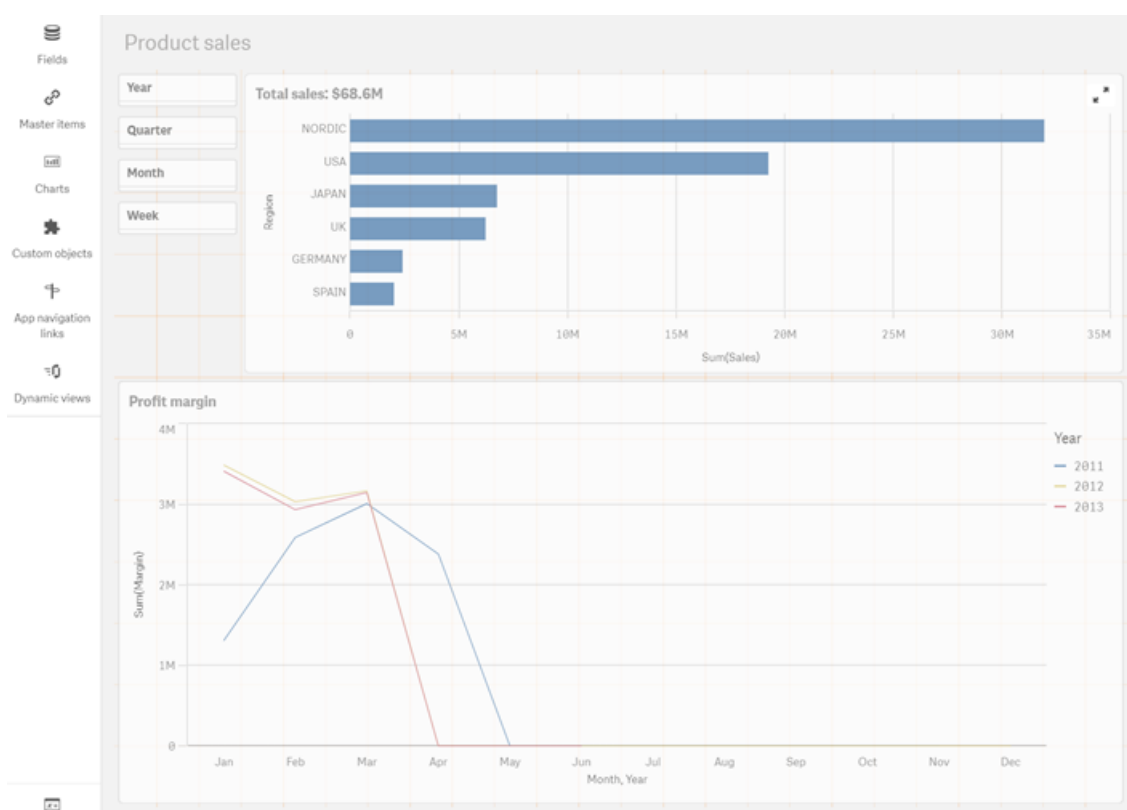 Fields
Master items
Charts
Custom objects
App navigation
links
Dynamic views
Product sales
Year
Quarter
Month
Week
Total sales: $68.6M
Region
NORDIC
USA
JAPAN
UK
GERMANY
SPAIN
0 5M 10M 15M 20M 25M 30M 35M
Sum(Sales)
Profit margin
Sum(Margin)
4M
3M
2M
1M
0
Jan Feb Mar Apr May Jun Jul Aug Sep Oct Nov Dec
Month, Year
Year
2011
2012
2013